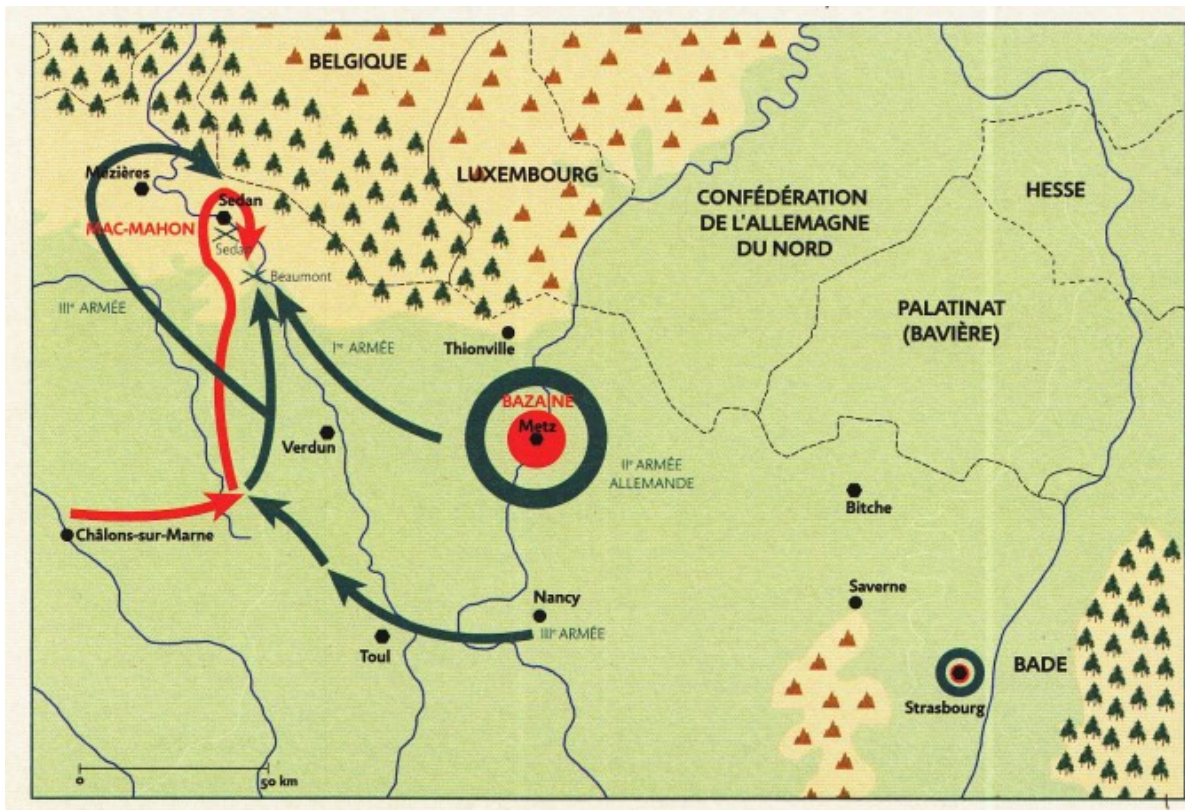 BELGIQUE
LUXEMBOURG
CONFÉDÉRATION
DE L'ALLEMAGNE
DU NORD
HESSE
Mézières
Sedan
MAC-MAHON
Sedan
Beaumont
IIIe ARMÉE
Ire ARMÉE
Thionville
PALATINAT
(BAVIÈRE)
BAZAINE
Metz
Verdun
IIe ARMÉE
ALLEMANDE
Bitche
Châlons-sur-Marne
Saverne
Nancy
IIIe ARMÉE
Toul
BADE
Strasbourg
0 50 km